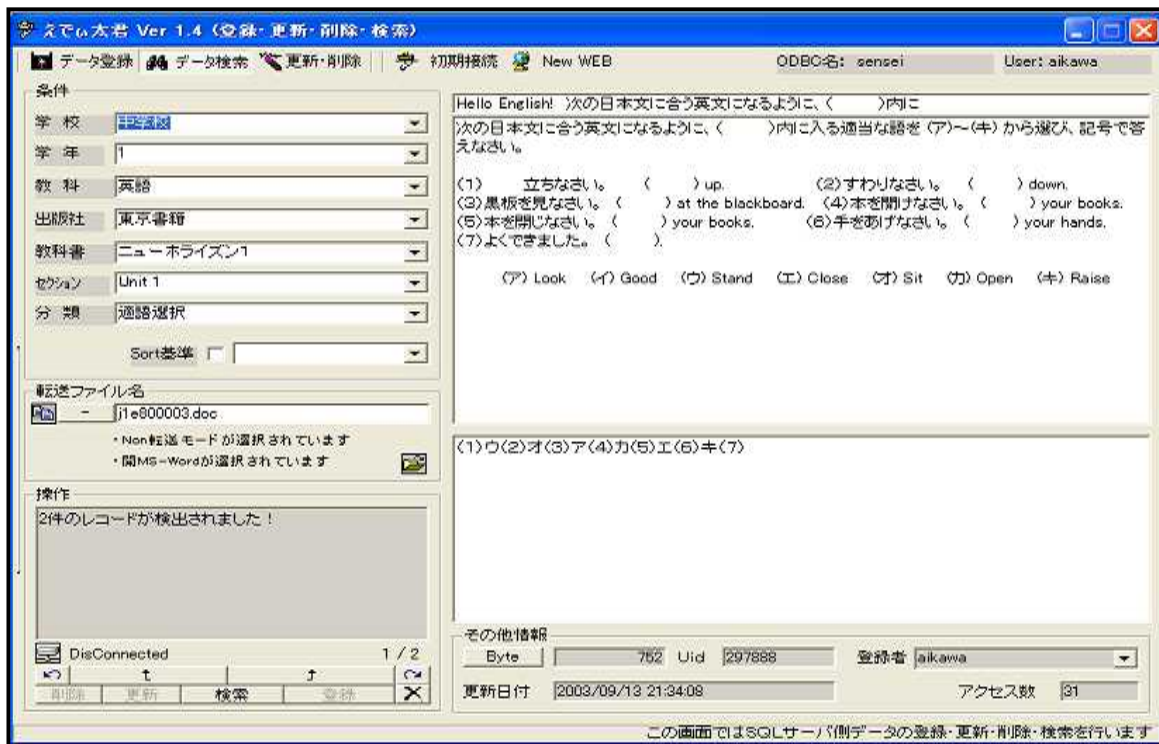 えでぃ太君 Ver 1.4 (登録・更新・削除・検索)
データ登録 データ検索 更新・削除 初期接続 New WEB ODBC名: sensei User: aikawa
条件
学 校 中学校
学 年 1
教 科 英語
出版社 東京書籍
教科書 ニューホライズン1
セクション Unit 1
分 類 適語選択
Sort基準
転送ファイル名
- j1e800003.doc
・Non転送モードが選択されています
・開MS-Wordが選択されています
操作
2件のレコードが検出されました！
DisConnected 1 / 2
削除 更新 検索 登録
Hello English! 〉次の日本文に合う英文になるように、( )内に
〉次の日本文に合う英文になるように、( )内に入る適当な語を (ア)～(キ) から選び、記号で答
えなさい。
(1) 立ちなさい。 ( ) up. (2)すわりなさい。 ( ) down.
(3)黒板を見なさい。 ( ) at the blackboard. (4)本を開けなさい。 ( ) your books.
(5)本を閉じなさい。 ( ) your books. (6)手をあげなさい。 ( ) your hands.
(7)よくできました。 ( ).
(ア) Look (イ) Good (ウ) Stand (エ) Close (オ) Sit (カ) Open (キ) Raise
(1)ウ(2)オ(3)ア(4)カ(5)エ(6)キ(7)
その他情報
Byte 752 Uid 297888 登録者 aikawa
更新日付 2003/09/13 21:34:08 アクセス数 31
この画面ではSQLサーバ側データの登録・更新・削除・検索を行います